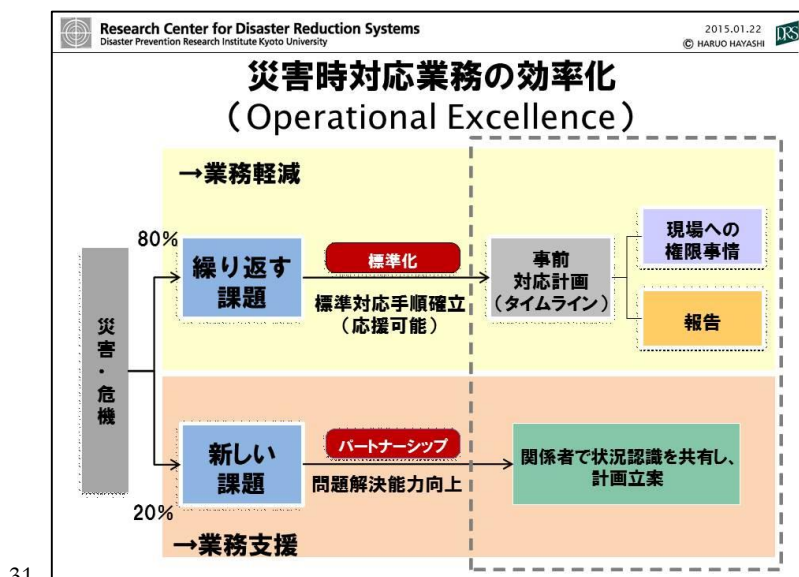 Research Center for Disaster Reduction Systems
Disaster Prevention Research Institute Kyoto University
2015.01.22
© HARUO HAYASHI
DRS
災害時対応業務の効率化
(Operational Excellence)
→業務軽減
80%
繰り返す
課題
標準化
標準対応手順確立
(応援可能)
事前
対応計画
(タイムライン)
現場への
権限事情
報告
災害・危機
新しい
課題
パートナーシップ
問題解決能力向上
関係者で状況認識を共有し、
計画立案
20%
→業務支援
31